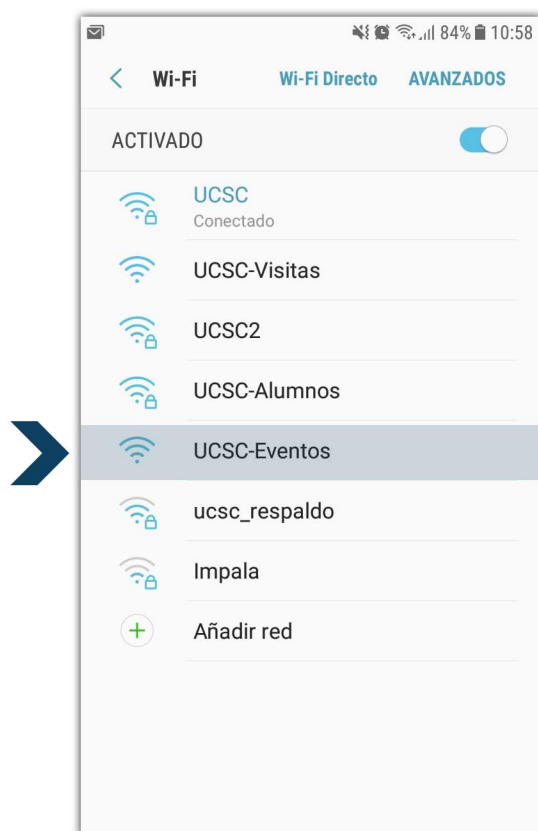 84% 10:58
Wi-Fi Wi-Fi Directo AVANZADOS
ACTIVADO
UCSC
Conectado
UCSC-Visitas
UCSC2
UCSC-Alumnos
UCSC-Eventos
ucsc_respaldo
Impala
Añadir red